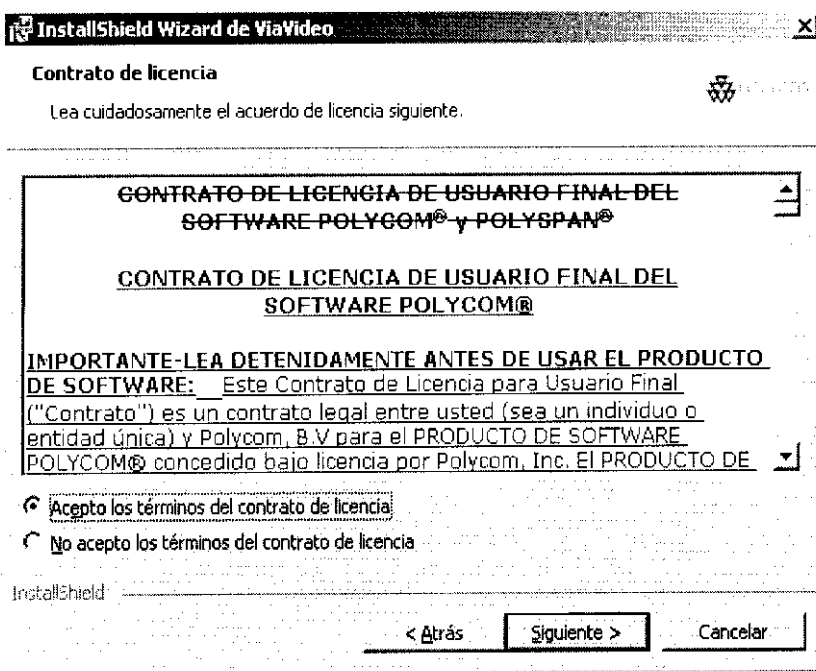 InstallShield Wizard de ViaVideo
Contrato de licencia
Lea cuidadosamente el acuerdo de licencia siguiente.
CONTRATO DE LICENCIA DE USUARIO FINAL DEL
SOFTWARE POLYCOM® y POLYSPAN®
CONTRATO DE LICENCIA DE USUARIO FINAL DEL
SOFTWARE POLYCOM®
IMPORTANTE-LEA DETENIDAMENTE ANTES DE USAR EL PRODUCTO
DE SOFTWARE: Este Contrato de Licencia para Usuario Final
("Contrato") es un contrato legal entre usted (sea un individuo o
entidad única) y Polycom, B.V para el PRODUCTO DE SOFTWARE
POLYCOM® concedido bajo licencia por Polycom, Inc. El PRODUCTO DE
Acepto los términos del contrato de licencia
No acepto los términos del contrato de licencia
InstallShield
< Atrás Siguiente > Cancelar